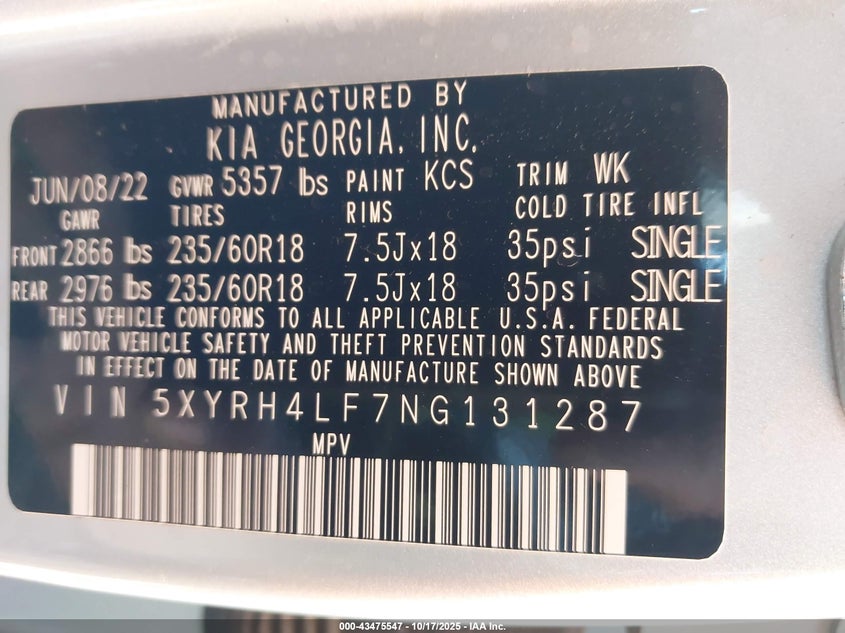 MANUFACTURED BY
KIA GEORGIA, INC.
JUN/08/22 GVWR 5357 lbs PAINT KCS TRIM WK
GAWR TIRES RIMS COLD TIRE INFL
FRONT 2866 lbs 235/60R18 7.5Jx18 35psi SINGLE
REAR 2976 lbs 235/60R18 7.5Jx18 35psi SINGLE
THIS VEHICLE CONFORMS TO ALL APPLICABLE U.S.A. FEDERAL
MOTOR VEHICLE SAFETY AND THEFT PREVENTION STANDARDS
IN EFFECT ON THE DATE OF MANUFACTURE SHOWN ABOVE
VIN 5XYRH4LF7NG131287
MPV
000-43475547 - 10/17/2025 - IAA Inc.